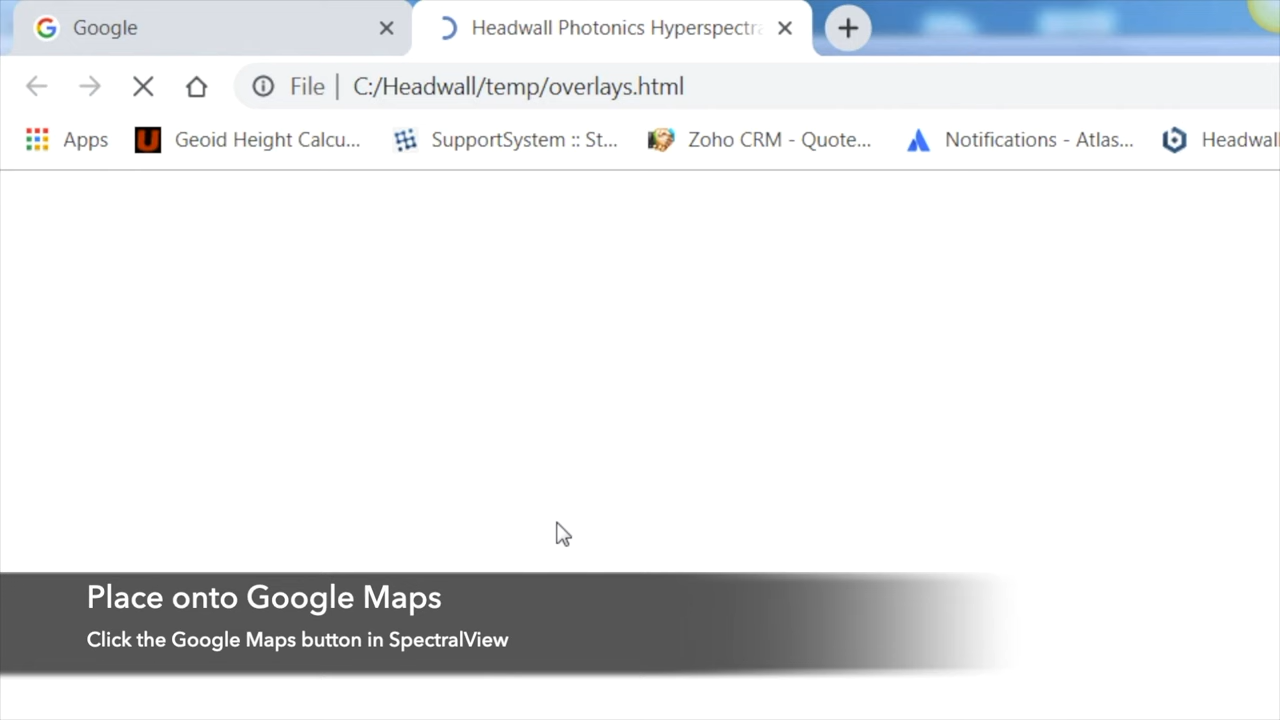 Google
Headwall Photonics Hyperspectra
File | C:/Headwall/temp/overlays.html
Apps
Geoid Height Calcu...
SupportSystem :: St...
Zoho CRM - Quote...
Notifications - Atlas...
Headwal
Place onto Google Maps
Click the Google Maps button in SpectralView